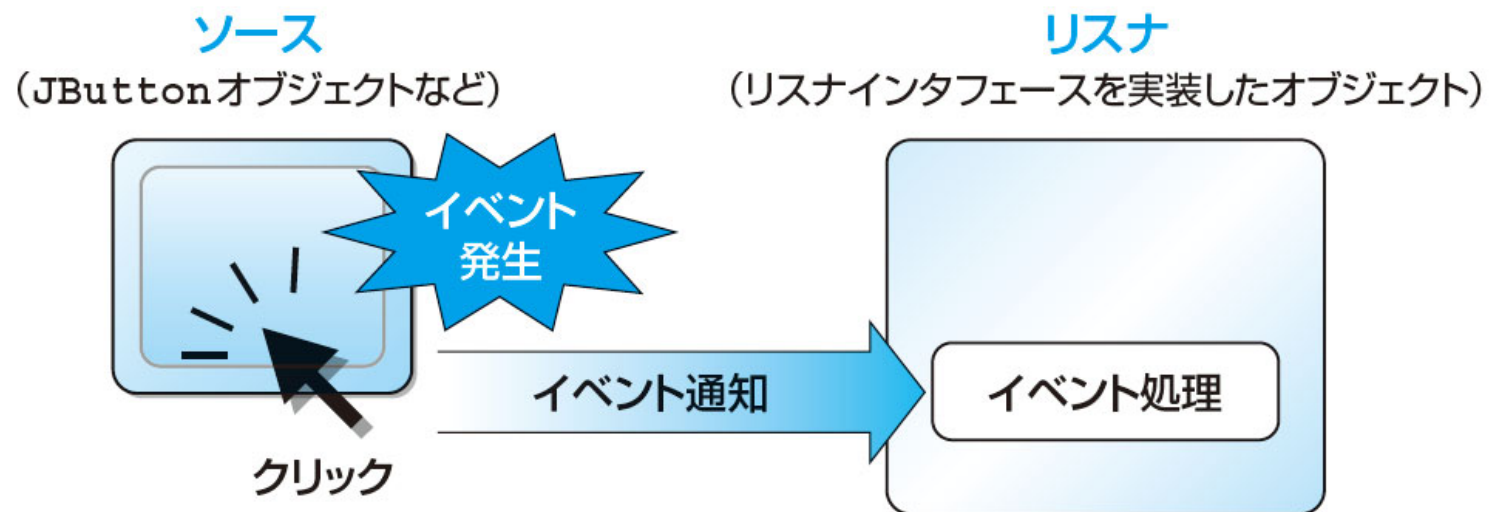 ソース
(JButtonオブジェクトなど)
リスナ
(リスナインタフェースを実装したオブジェクト)
イベント
発生
イベント通知
イベント処理
クリック